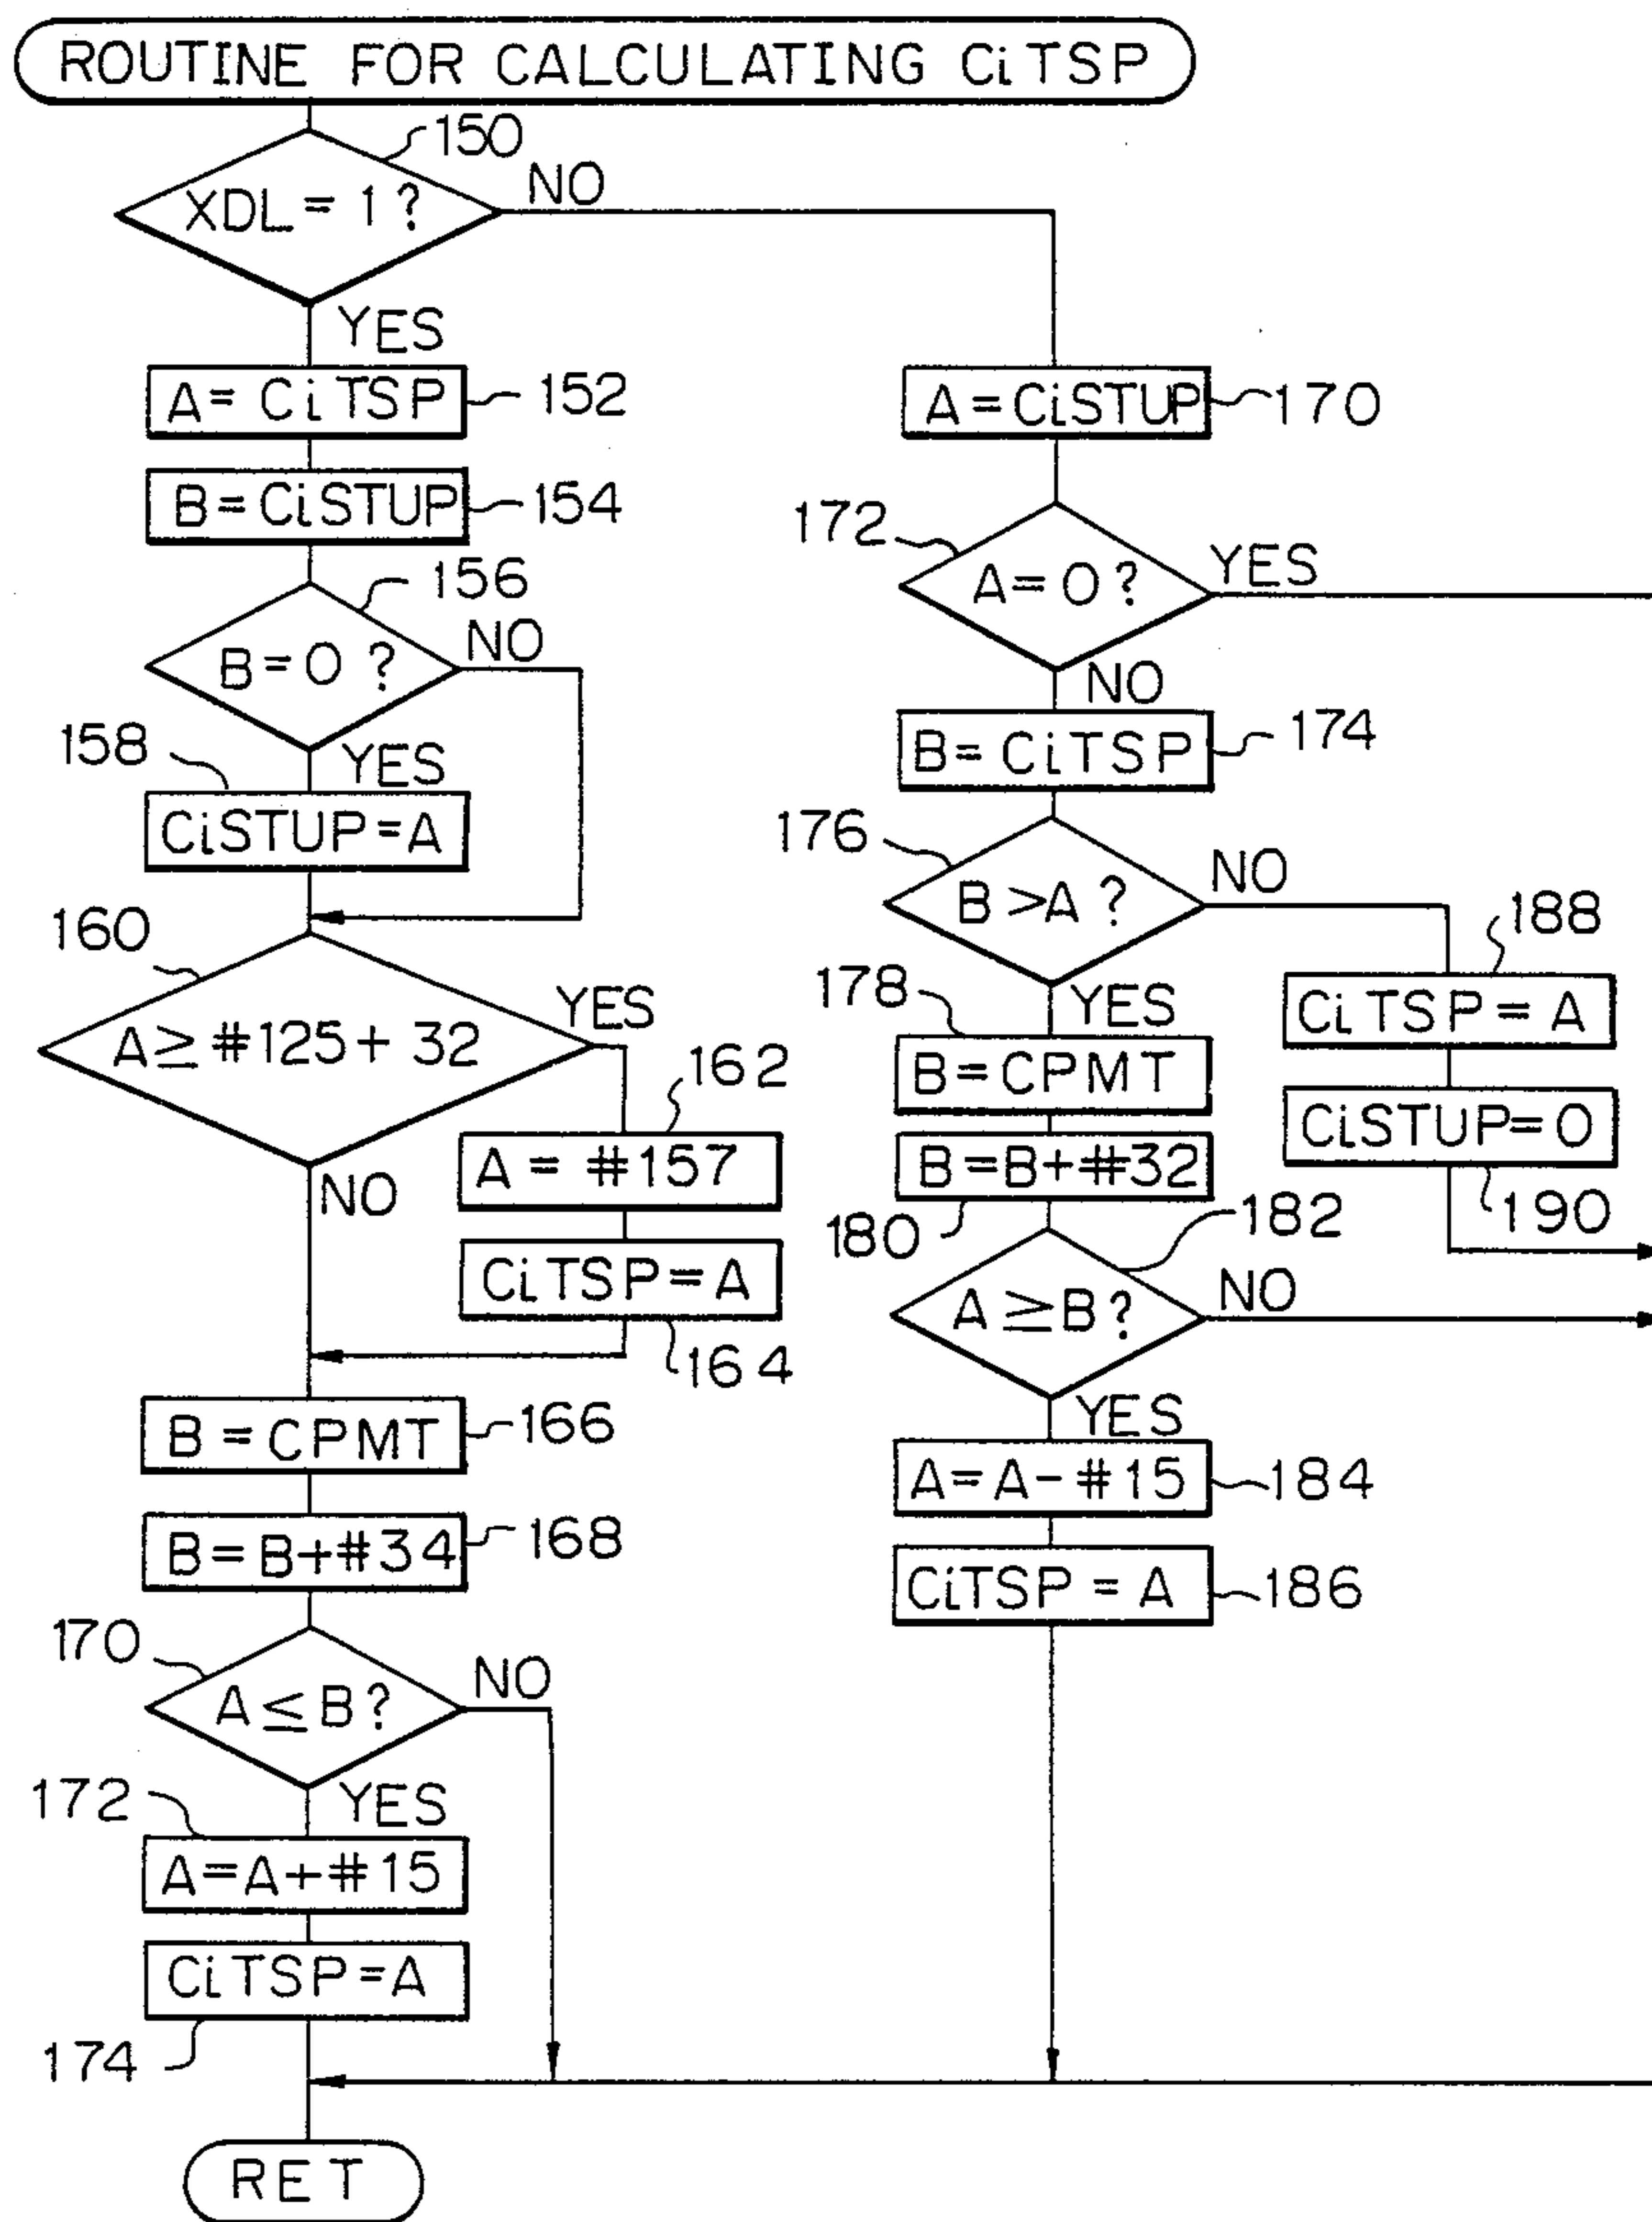 ROUTINE FOR CALCULATING CiTSP
150
XDL = 1 ?
NO
YES
A = CiTSP
152
B = CiSTUP
154
156
B = 0 ?
NO
158
YES
CiSTUP = A
160
A ≥ #125 + 32
YES
162
A = #157
NO
CiTSP = A
164
B = CPMT
166
B = B + #34
168
170
A ≤ B ?
NO
172
YES
A = A + #15
CiTSP = A
174
RET
A = CiSTUP
170
172
A = 0 ?
YES
NO
B = CiTSP
174
176
B > A ?
NO
188
178
YES
CiTSP = A
B = CPMT
CiSTUP = 0
B = B + #32
190
180
182
A ≥ B ?
NO
YES
A = A - #15
184
CiTSP = A
186